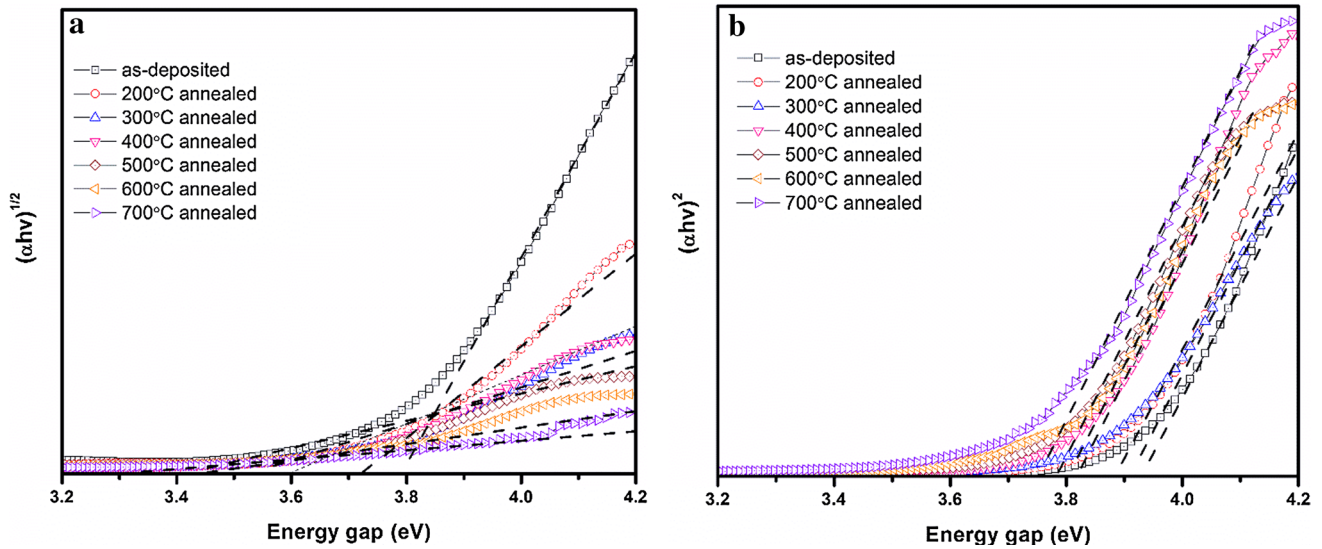 a
as-deposited
200°C annealed
300°C annealed
400°C annealed
500°C annealed
600°C annealed
700°C annealed
(αhν)1/2
3.2 3.4 3.6 3.8 4.0 4.2
Energy gap (eV)
b
as-deposited
200°C annealed
300°C annealed
400°C annealed
500°C annealed
600°C annealed
700°C annealed
(αhν)2
3.2 3.4 3.6 3.8 4.0 4.2
Energy gap (eV)